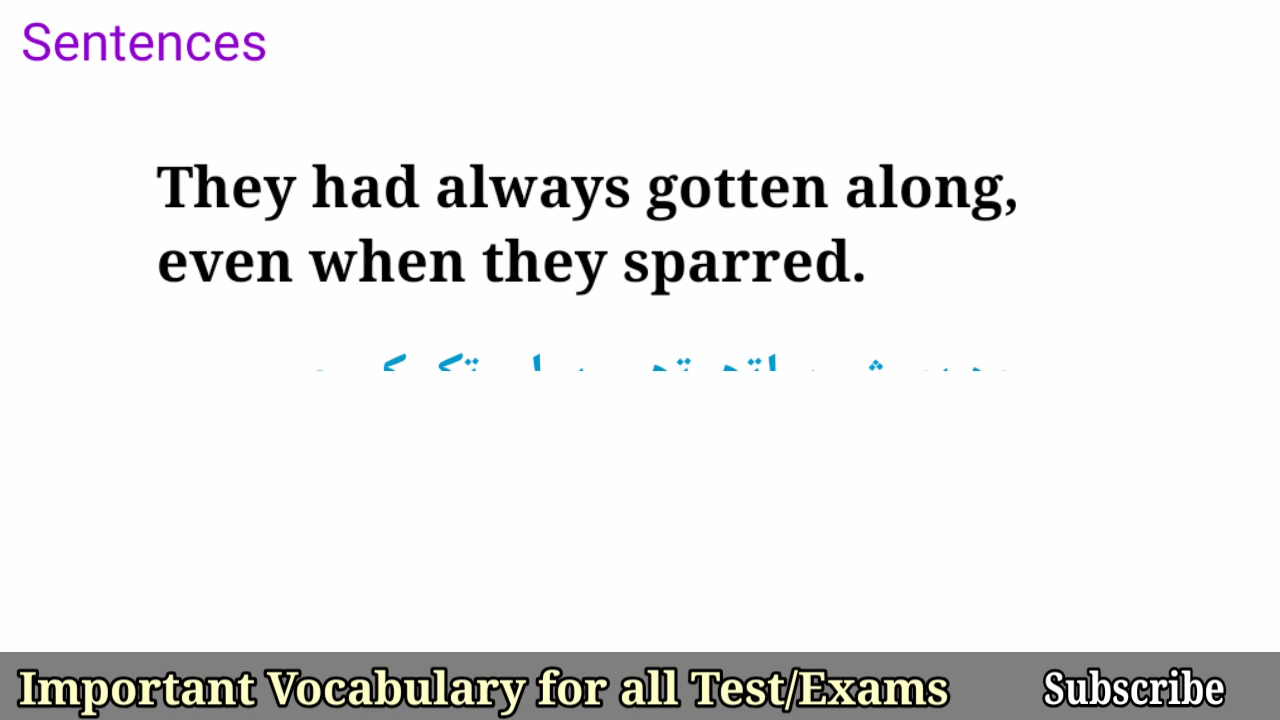 Sentences
They had always gotten along,
even when they sparred.
Important Vocabulary for all Test/Exams
Subscribe